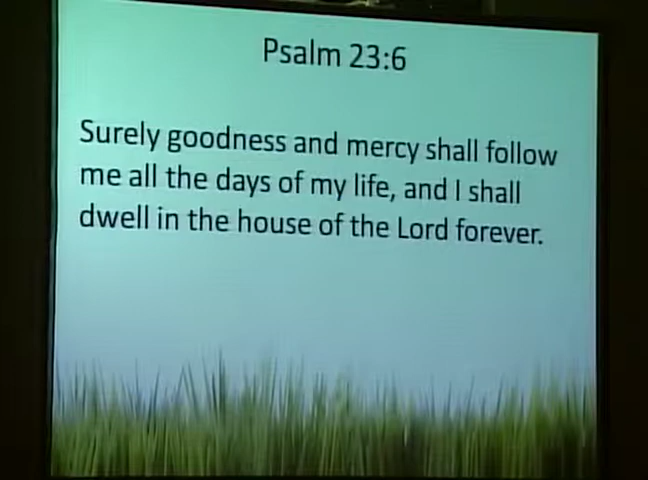 Psalm 23:6
Surely goodness and mercy shall follow
me all the days of my life, and I shall
dwell in the house of the Lord forever.